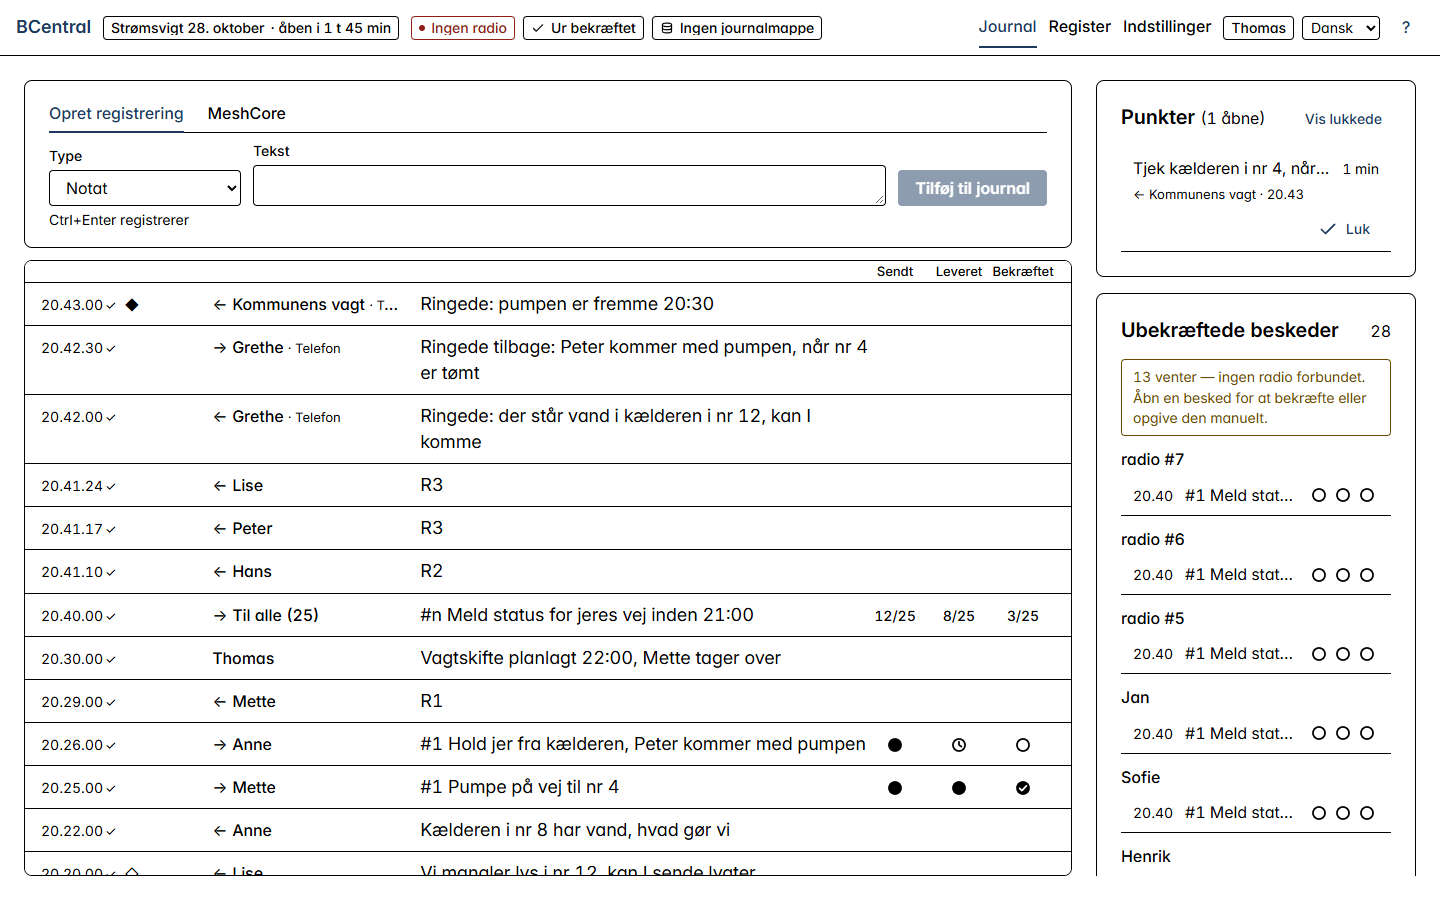 BCentral
Strømsvigt 28. oktober · åben i 1 t 45 min
Ingen radio
Ur bekræftet
Ingen journalmappe
Journal
Register
Indstillinger
Thomas
Dansk
?
Opret registrering
MeshCore
Type
Tekst
Notat
Tilføj til journal
Ctrl+Enter registrerer
Sendt Leveret Bekræftet
20.43.00 ← Kommunens vagt · T... Ringede: pumpen er fremme 20:30
20.42.30 → Grethe · Telefon Ringede tilbage: Peter kommer med pumpen, når nr 4
er tømt
20.42.00 ← Grethe · Telefon Ringede: der står vand i kælderen i nr 12, kan I
komme
20.41.24 ← Lise R3
20.41.17 ← Peter R3
20.41.10 ← Hans R2
20.40.00 → Til alle (25) #n Meld status for jeres vej inden 21:00 12/25 8/25 3/25
20.30.00 Thomas Vagtskifte planlagt 22:00, Mette tager over
20.29.00 ← Mette R1
20.26.00 → Anne #1 Hold jer fra kælderen, Peter kommer med pumpen
20.25.00 → Mette #1 Pumpe på vej til nr 4
20.22.00 ← Anne Kælderen i nr 8 har vand, hvad gør vi
20.20.00 ← Lise Vi mangler lys i nr 12, kan I sende lygter
Punkter (1 åbne) Vis lukkede
Tjek kælderen i nr 4, når... 1 min
← Kommunens vagt · 20.43
Luk
Ubekræftede beskeder 28
13 venter — ingen radio forbundet.
Åbn en besked for at bekræfte eller
opgive den manuelt.
radio #7
20.40 #1 Meld stat...
radio #6
20.40 #1 Meld stat...
radio #5
20.40 #1 Meld stat...
Jan
20.40 #1 Meld stat...
Sofie
20.40 #1 Meld stat...
Henrik